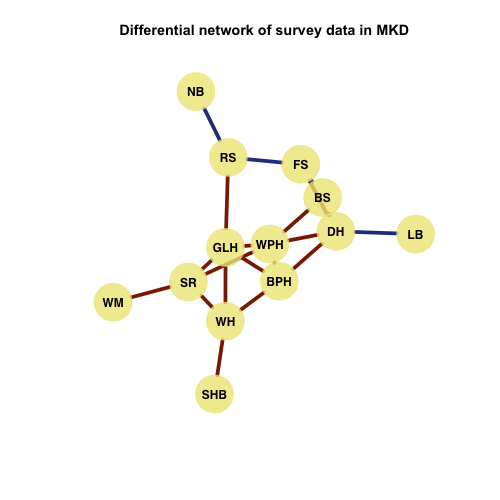 Differential network of survey data in MKD
NB
RS
FS
BS
DH
LB
GLH
WPH
SR
BPH
WM
WH
SHB